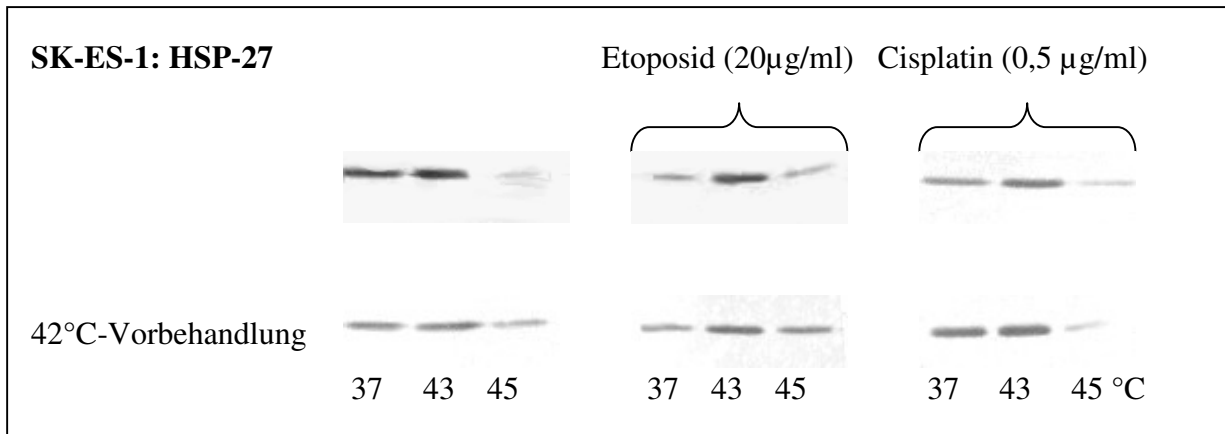 SK-ES-1: HSP-27
Etoposid (20µg/ml) Cisplatin (0,5 µg/ml)
42°C-Vorbehandlung
37 43 45 37 43 45 37 43 45 °C